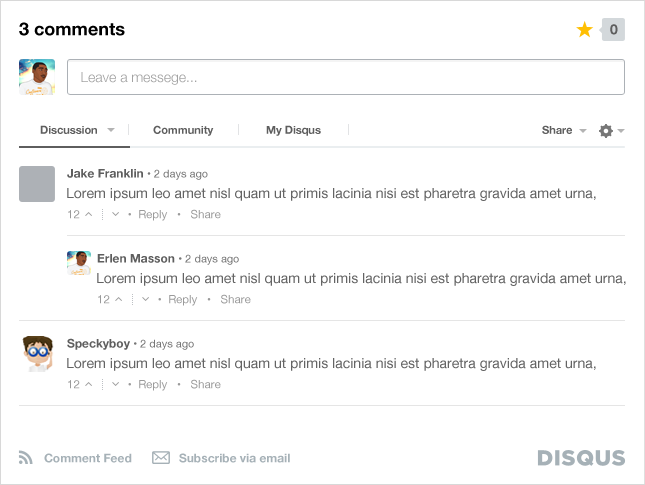 3 comments
0
Leave a messege...
Discussion Community My Disqus Share
Jake Franklin • 2 days ago
Lorem ipsum leo amet nisl quam ut primis lacinia nisi est pharetra gravida amet urna,
12 • Reply • Share
Erlen Masson • 2 days ago
Lorem ipsum leo amet nisl quam ut primis lacinia nisi est pharetra gravida amet urna,
12 • Reply • Share
Speckyboy • 2 days ago
Lorem ipsum leo amet nisl quam ut primis lacinia nisi est pharetra gravida amet urna,
12 • Reply • Share
Comment Feed Subscribe via email DISQUS